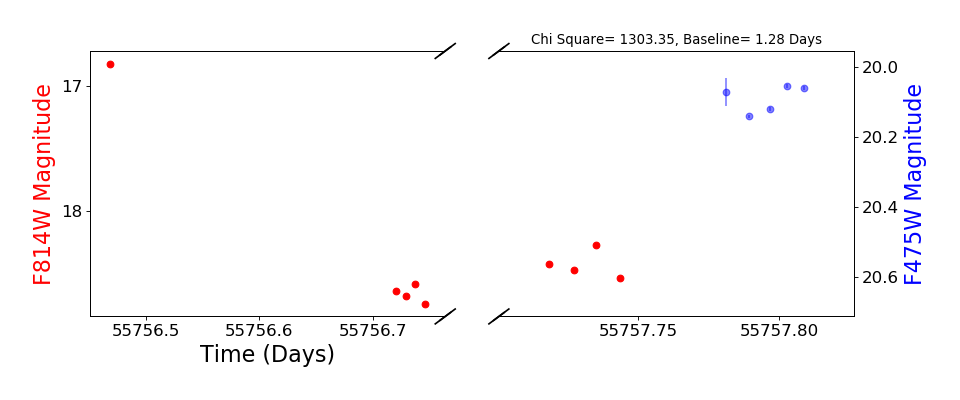 Chi Square= 1303.35, Baseline= 1.28 Days
F814W Magnitude
17
18
20.0
20.2
20.4
20.6
F475W Magnitude
55756.5 55756.6 55756.7 55757.75 55757.80
Time (Days)